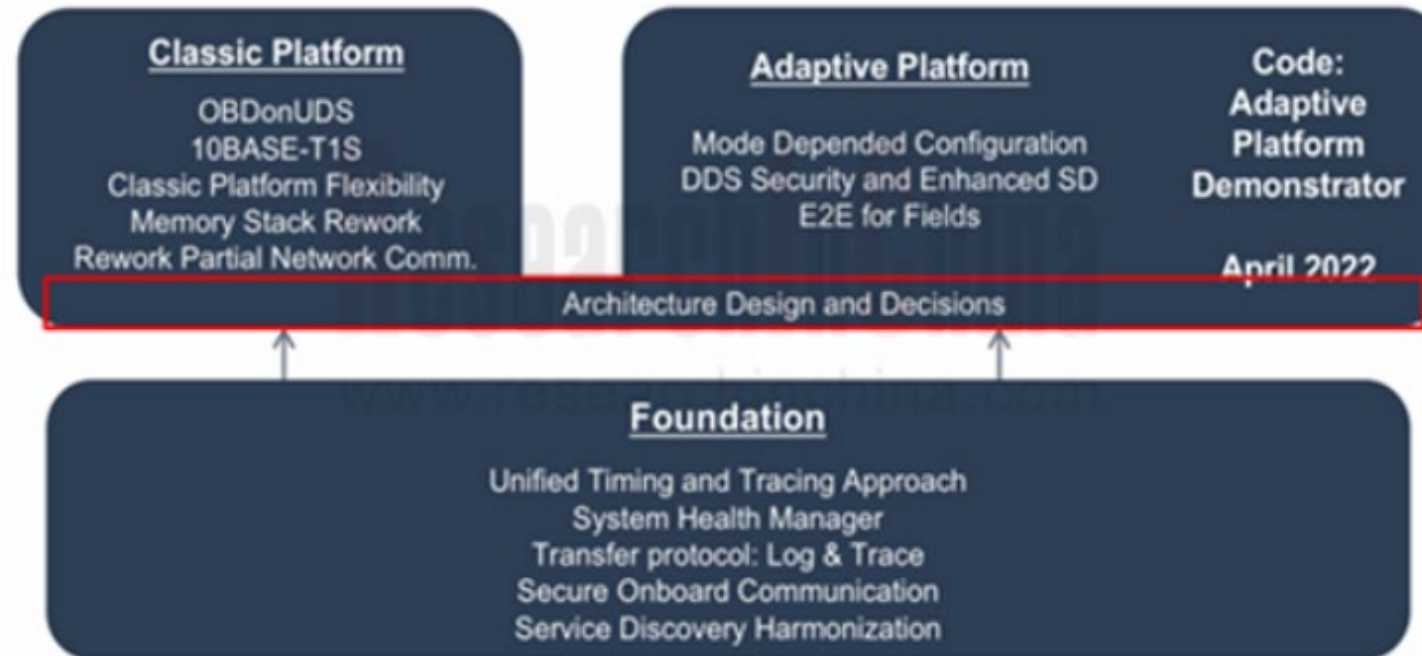 Classic Platform
OBDonUDS
10BASE-T1S
Classic Platform Flexibility
Memory Stack Rework
Rework Partial Network Comm.
Adaptive Platform
Mode Depended Configuration
DDS Security and Enhanced SD
E2E for Fields
Code:
Adaptive
Platform
Demonstrator
April 2022
Architecture Design and Decisions
Foundation
Unified Timing and Tracing Approach
System Health Manager
Transfer protocol: Log & Trace
Secure Onboard Communication
Service Discovery Harmonization